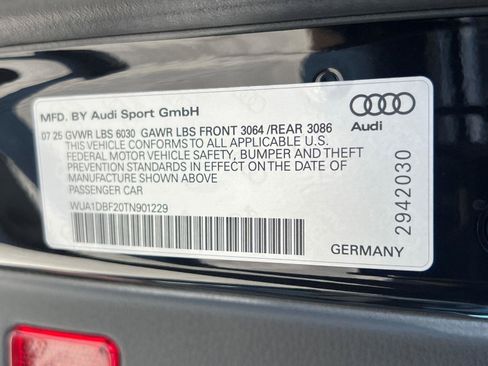 MFD. BY Audi Sport GmbH
07 25 GVWR LBS 6030 GAWR LBS FRONT 3064 /REAR 3086
THIS VEHICLE CONFORMS TO ALL APPLICABLE U.S.
FEDERAL MOTOR VEHICLE SAFETY, BUMPER AND THEFT
PREVENTION STANDARDS IN EFFECT ON THE DATE OF
MANUFACTURE SHOWN ABOVE
PASSENGER CAR
WUA1DBF20TN901229
Audi
2942030
GERMANY